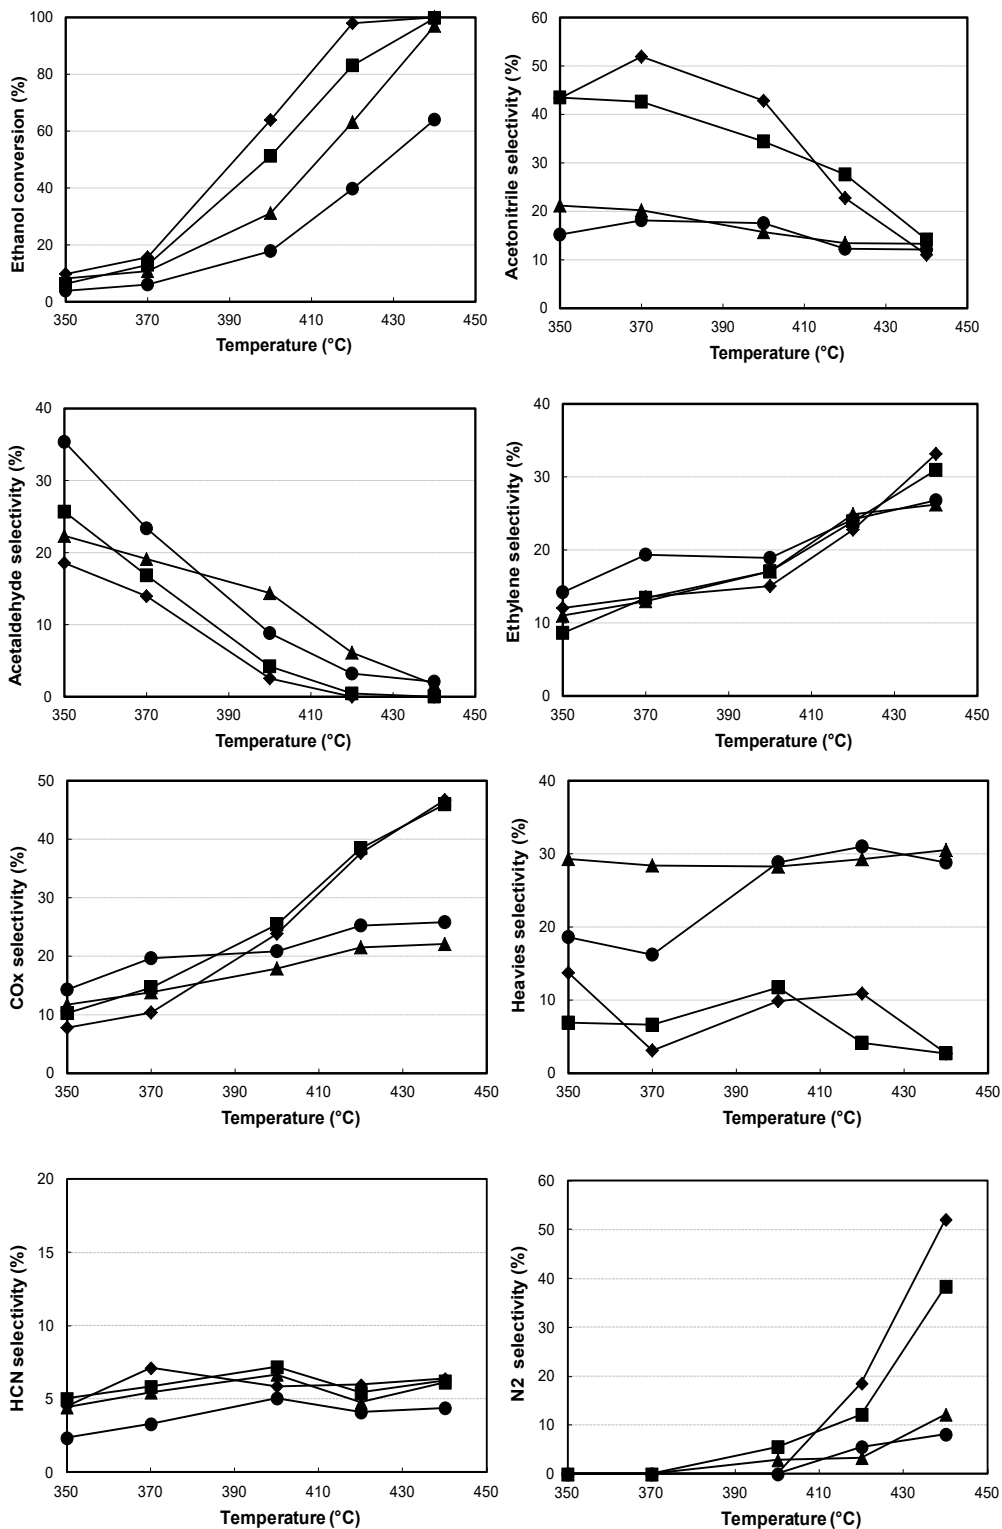 Ethanol conversion (%)
100
80
60
40
20
0
350 370 390 410 430 450
Temperature (°C)
Acetonitrile selectivity (%)
60
50
40
30
20
10
0
350 370 390 410 430 450
Temperature (°C)
Acetaldehyde selectivity (%)
40
30
20
10
0
350 370 390 410 430 450
Temperature (°C)
Ethylene selectivity (%)
40
30
20
10
0
350 370 390 410 430 450
Temperature (°C)
COx selectivity (%)
50
40
30
20
10
0
350 370 390 410 430 450
Temperature (°C)
Heavies selectivity (%)
40
30
20
10
0
350 370 390 410 430 450
Temperature (°C)
HCN selectivity (%)
20
15
10
5
0
350 370 390 410 430 450
Temperature (°C)
N2 selectivity (%)
60
50
40
30
20
10
0
350 370 390 410 430 450
Temperature (°C)